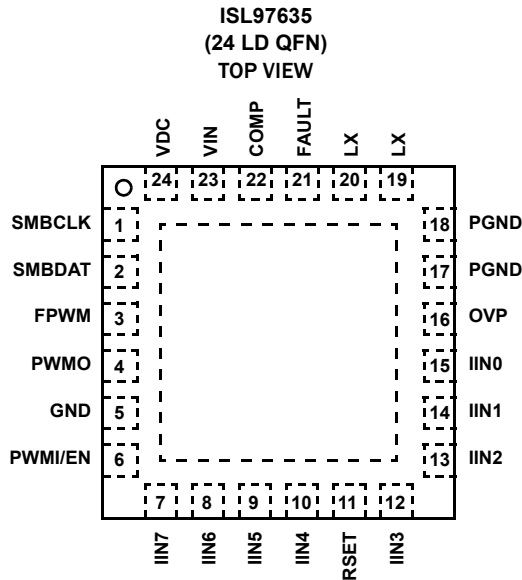 ISL97635
(24 LD QFN)
TOP VIEW
VDC
VIN
COMP
FAULT
LX
LX
24
23
22
21
20
19
SMBCLK 1
SMBDAT 2
FPWM 3
PWMO 4
GND 5
PWMI/EN 6
18 PGND
17 PGND
16 OVP
15 IIN0
14 IIN1
13 IIN2
7
8
9
10
11
12
IIN7
IIN6
IIN5
IIN4
RSET
IIN3